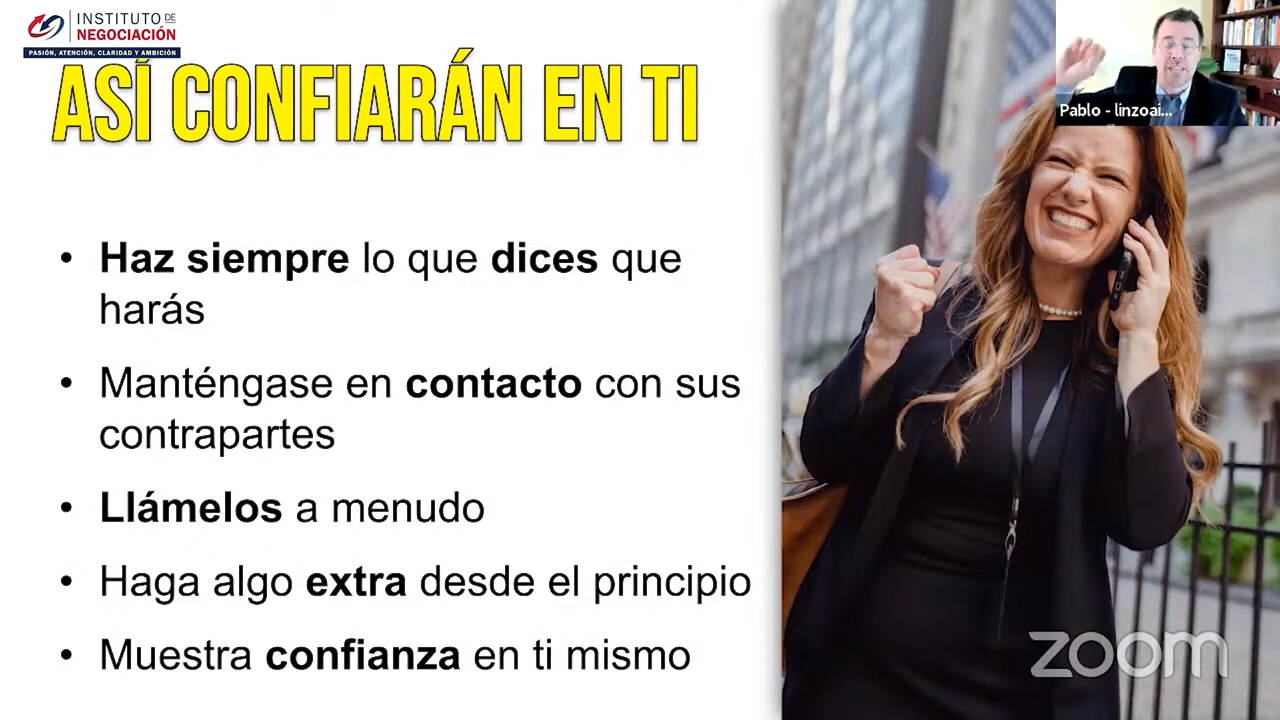 INSTITUTO DE
NEGOCIACIÓN
PASIÓN, ATENCIÓN, CLARIDAD Y AMBICIÓN
ASÍ CONFIARÁN EN TI
Pablo - linzoai...
• Haz siempre lo que dices que
harás
• Manténgase en contacto con sus
contrapartes
• Llámelos a menudo
• Haga algo extra desde el principio
• Muestra confianza en ti mismo
zoom